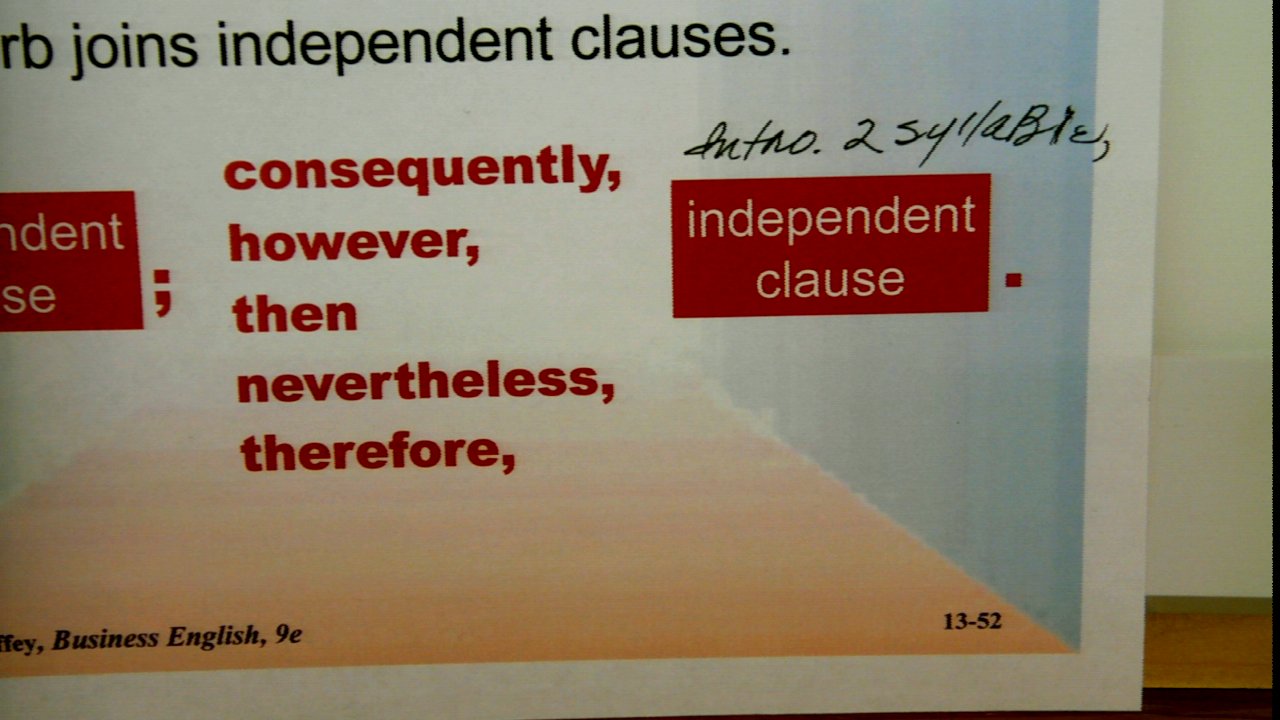 rb joins independent clauses.
Intro. 2 syllaBle,
consequently,
however,
then
nevertheless,
therefore,
ndent
se
;
independent
clause
.
ffey, Business English, 9e
13-52